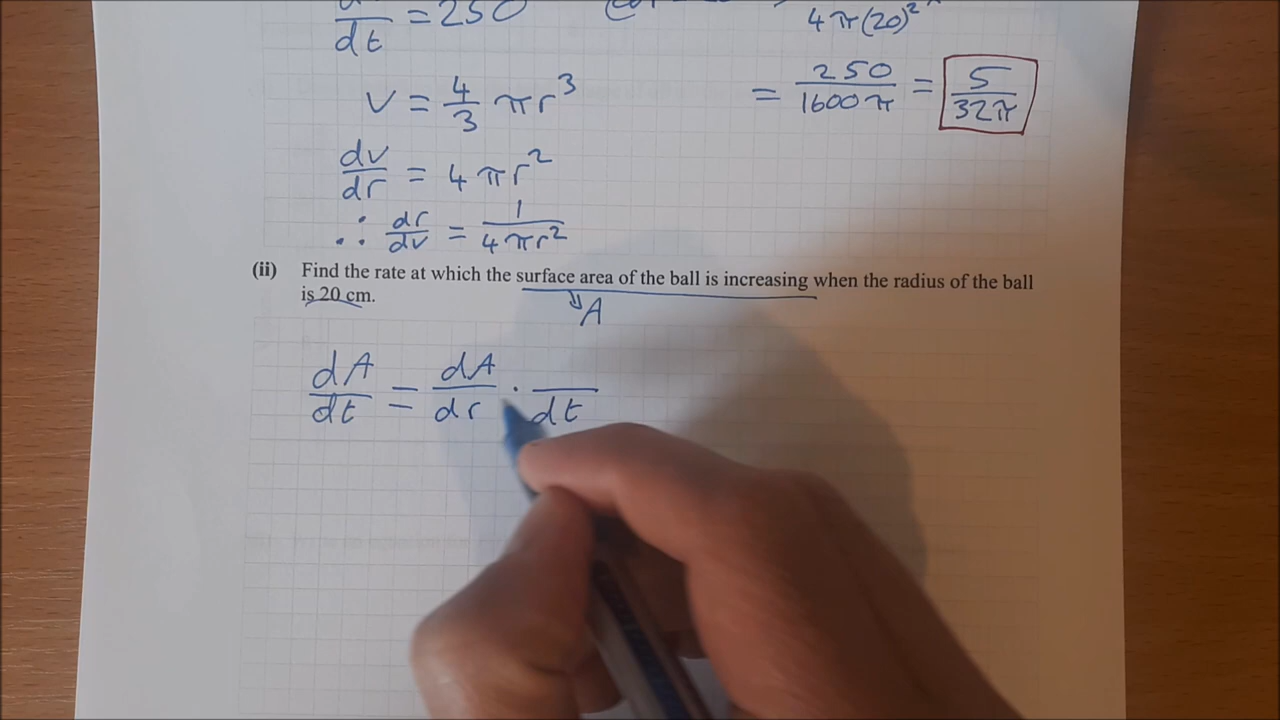 dt = 250
4π(20)²
V = 4/3 πr³
= 250/1600π = 5/32π
dv/dr = 4πr²
∴ dr/dv = 1/4πr²
(ii) Find the rate at which the surface area of the ball is increasing when the radius of the ball
is 20 cm.
A
dA/dt = dA/dr · /dt